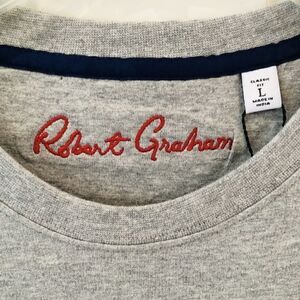 Robert Graham
CLASSIC
FIT
L
MADE IN
INDIA